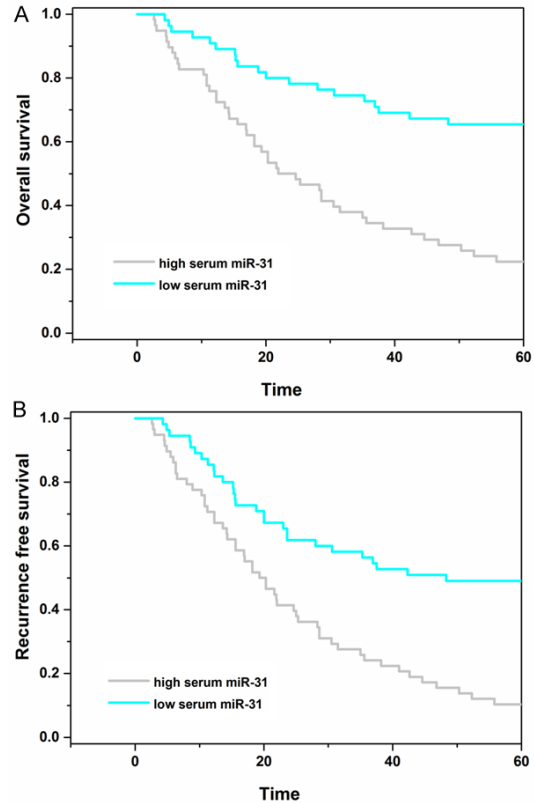 A
1.0
0.8
0.6
0.4
0.2
0.0
Overall survival
high serum miR-31
low serum miR-31
0 20 40 60
Time
B
1.0
0.8
0.6
0.4
0.2
0.0
Recurrence free survival
high serum miR-31
low serum miR-31
0 20 40 60
Time